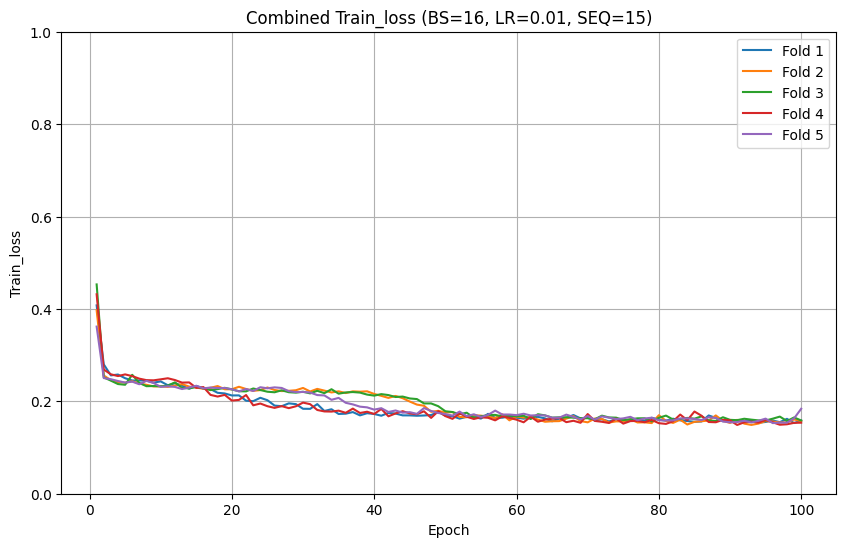 Combined Train_loss (BS=16, LR=0.01, SEQ=15)
1.0
0.8
0.6
0.4
0.2
0.0
Train_loss
0 20 40 60 80 100
Epoch
Fold 1
Fold 2
Fold 3
Fold 4
Fold 5